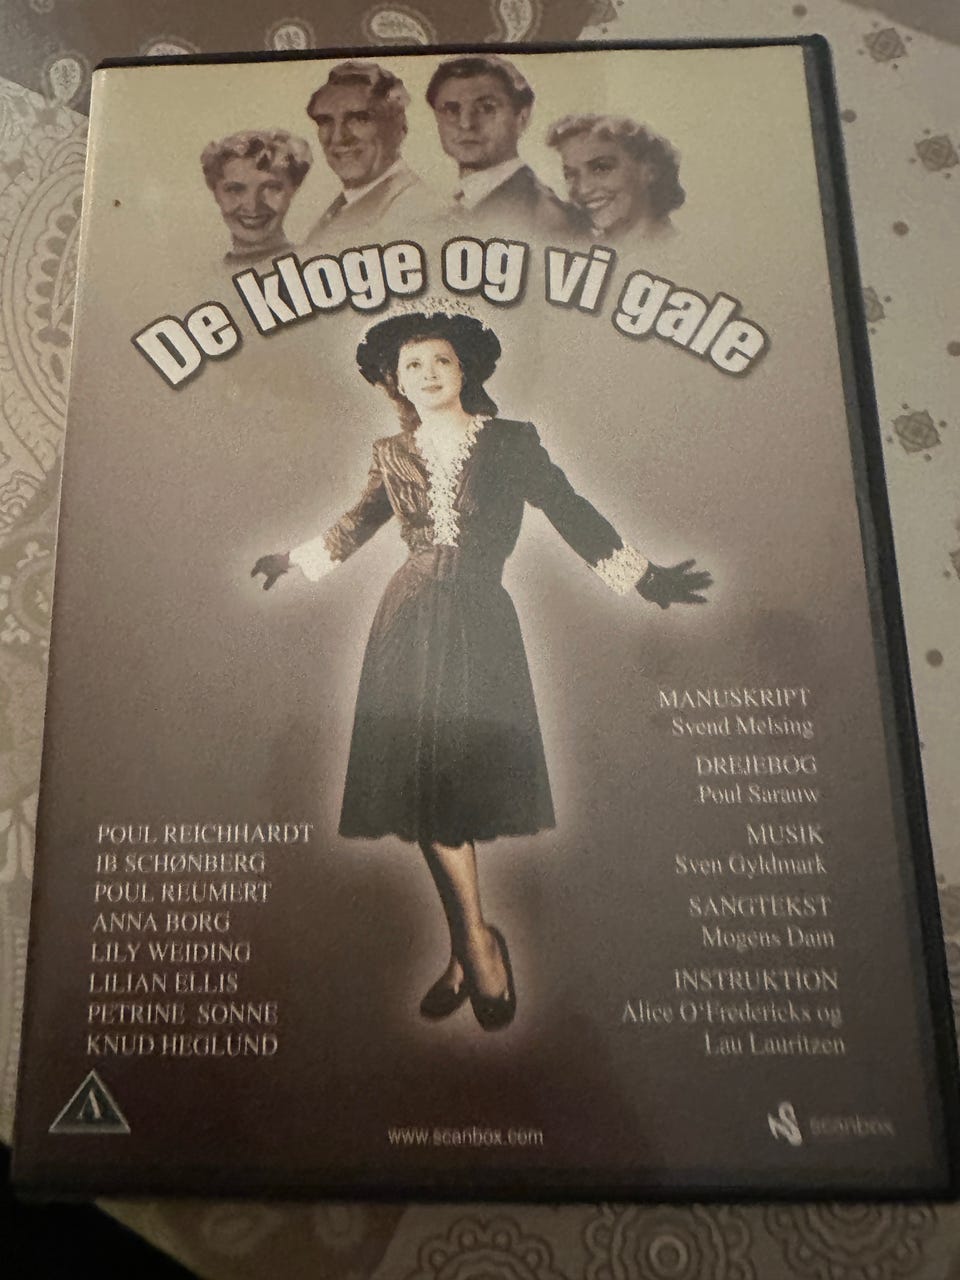 De kloge og vi gale
POUL REICHHARDT
IB SCHØNBERG
POUL REUMERT
ANNA BORG
LILY WEIDING
LILIAN ELLIS
PETRINE SONNE
KNUD HEGLUND
MANUSKRIPT
Svend Melsing
DREJEBOG
Poul Sarauw
MUSIK
Sven Gyldmark
SANGTEKST
Mogens Dam
INSTRUKTION
Alice O'Fredericks og
Lau Lauritzen
A
www.scanbox.com
scanbox